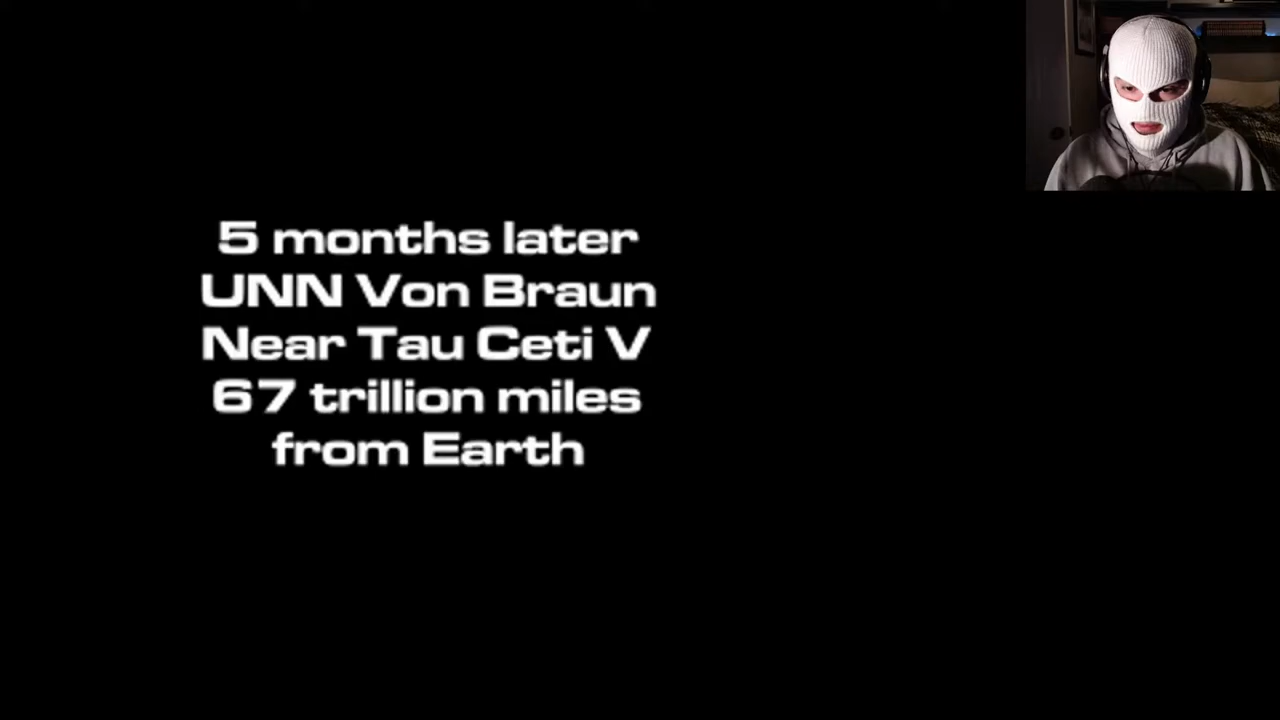 5 months later
UNN Von Braun
Near Tau Ceti V
67 trillion miles
from Earth